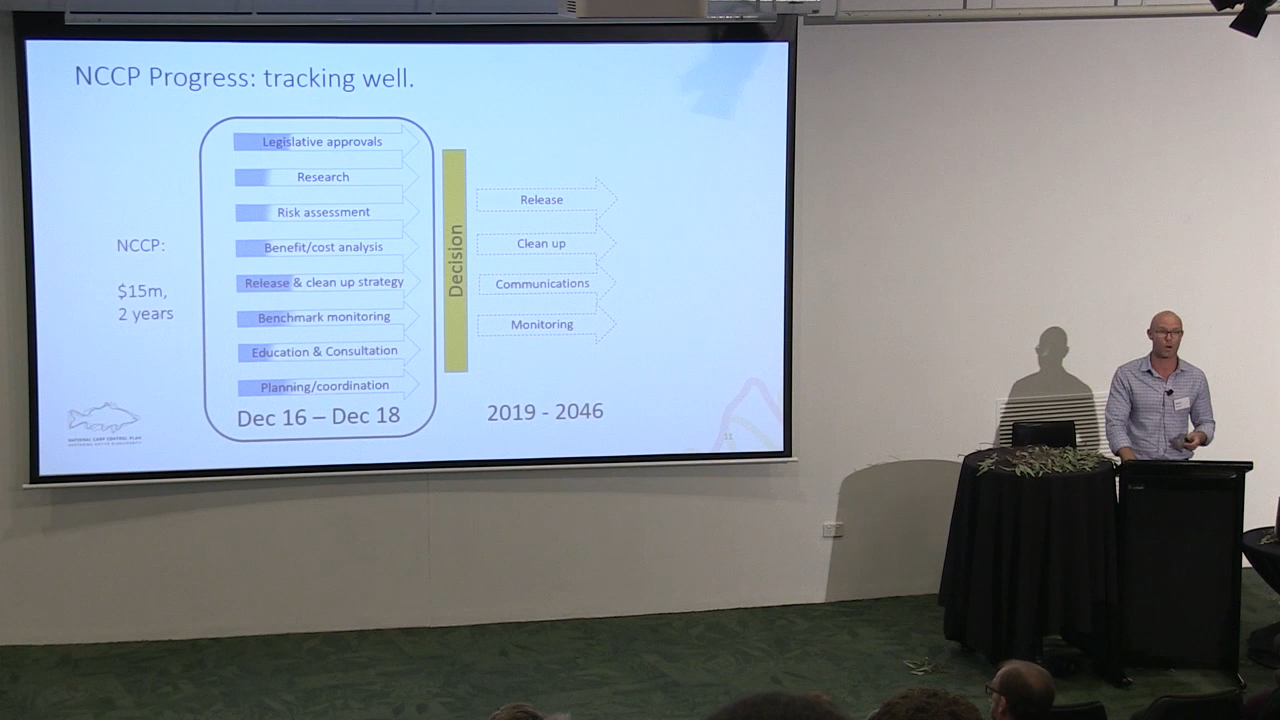 NCCP Progress: tracking well.
NCCP:
$15m,
2 years
Legislative approvals
Research
Risk assessment
Benefit/cost analysis
Release & clean up strategy
Benchmark monitoring
Education & Consultation
Planning/coordination
Dec 16 – Dec 18
Decision
Release
Clean up
Communications
Monitoring
2019 - 2046
NATIONAL CARP CONTROL PLAN
11